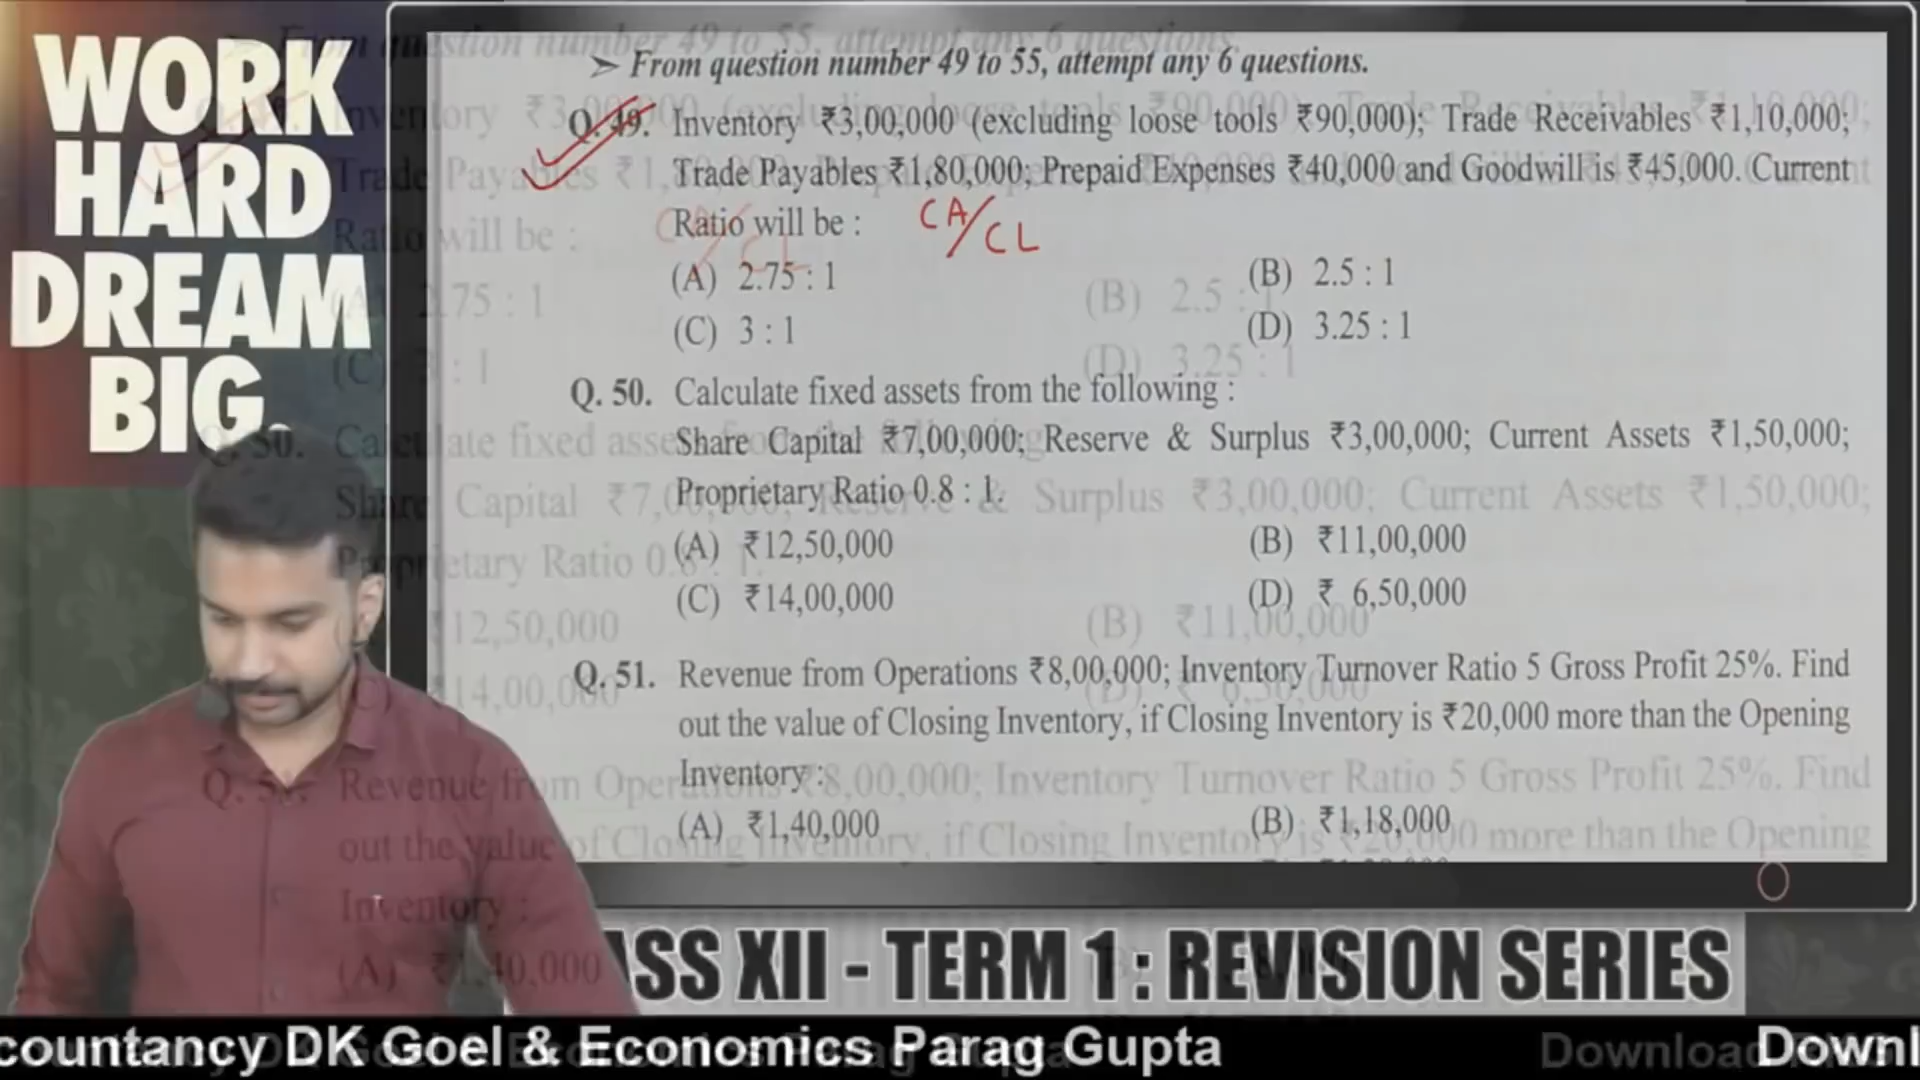 WORK
HARD
DREAM
BIG.
➢ From question number 49 to 55, attempt any 6 questions.
Q. 49. Inventory ₹3,00,000 (excluding loose tools ₹90,000); Trade Receivables ₹1,10,000;
Trade Payables ₹1,80,000; Prepaid Expenses ₹40,000 and Goodwill is ₹45,000. Current
Ratio will be : CA/CL
(A) 2.75 : 1 (B) 2.5 : 1
(C) 3 : 1 (D) 3.25 : 1
Q. 50. Calculate fixed assets from the following :
Share Capital ₹7,00,000; Reserve & Surplus ₹3,00,000; Current Assets ₹1,50,000;
Proprietary Ratio 0.8 : 1.
(A) ₹12,50,000 (B) ₹11,00,000
(C) ₹14,00,000 (D) ₹ 6,50,000
Q. 51. Revenue from Operations ₹8,00,000; Inventory Turnover Ratio 5 Gross Profit 25%. Find
out the value of Closing Inventory, if Closing Inventory is ₹20,000 more than the Opening
Inventory :
(A) ₹1,40,000 (B) ₹1,18,000
ASS XII - TERM 1 : REVISION SERIES
countancy DK Goel & Economics Parag Gupta Downl